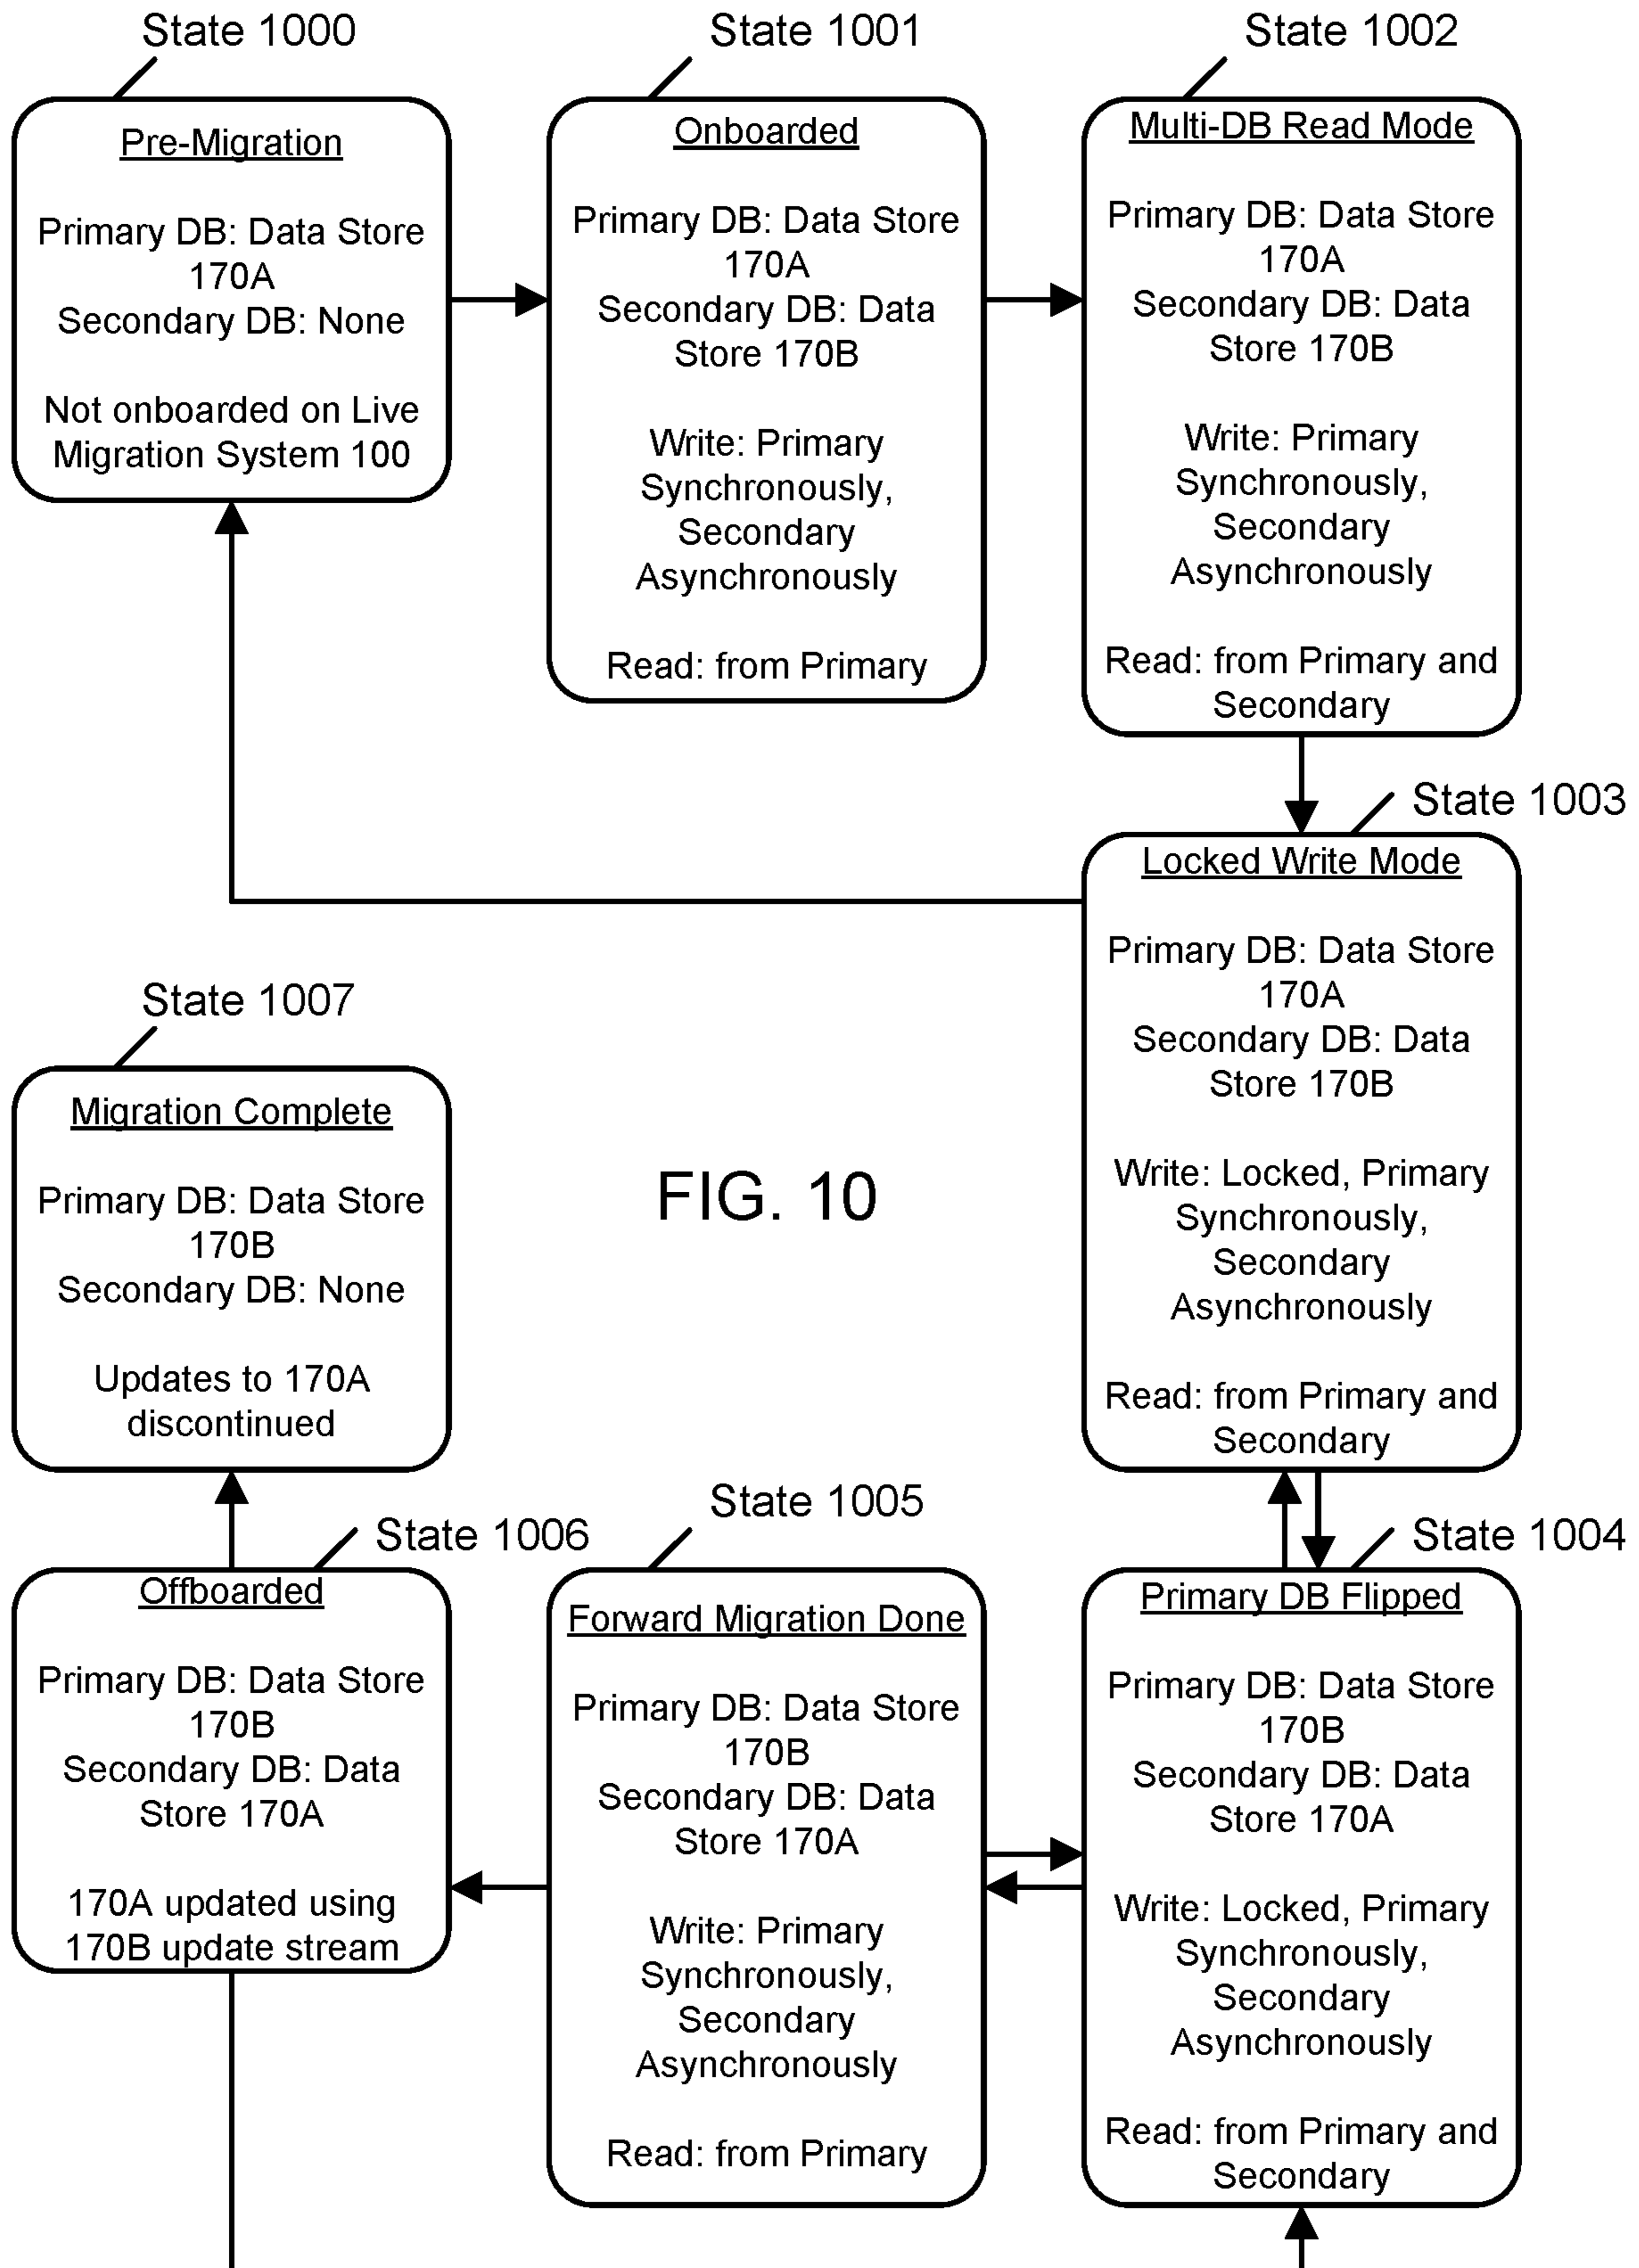 State 1000
Pre-Migration
Primary DB: Data Store
170A
Secondary DB: None
Not onboarded on Live
Migration System 100
State 1001
Onboarded
Primary DB: Data Store
170A
Secondary DB: Data
Store 170B
Write: Primary
Synchronously,
Secondary
Asynchronously
Read: from Primary
State 1002
Multi-DB Read Mode
Primary DB: Data Store
170A
Secondary DB: Data
Store 170B
Write: Primary
Synchronously,
Secondary
Asynchronously
Read: from Primary and
Secondary
State 1003
Locked Write Mode
Primary DB: Data Store
170A
Secondary DB: Data
Store 170B
Write: Locked, Primary
Synchronously,
Secondary
Asynchronously
Read: from Primary and
Secondary
State 1007
Migration Complete
Primary DB: Data Store
170B
Secondary DB: None
Updates to 170A
discontinued
FIG. 10
State 1006
Offboarded
Primary DB: Data Store
170B
Secondary DB: Data
Store 170A
170A updated using
170B update stream
State 1005
Forward Migration Done
Primary DB: Data Store
170B
Secondary DB: Data
Store 170A
Write: Primary
Synchronously,
Secondary
Asynchronously
Read: from Primary
State 1004
Primary DB Flipped
Primary DB: Data Store
170B
Secondary DB: Data
Store 170A
Write: Locked, Primary
Synchronously,
Secondary
Asynchronously
Read: from Primary and
Secondary